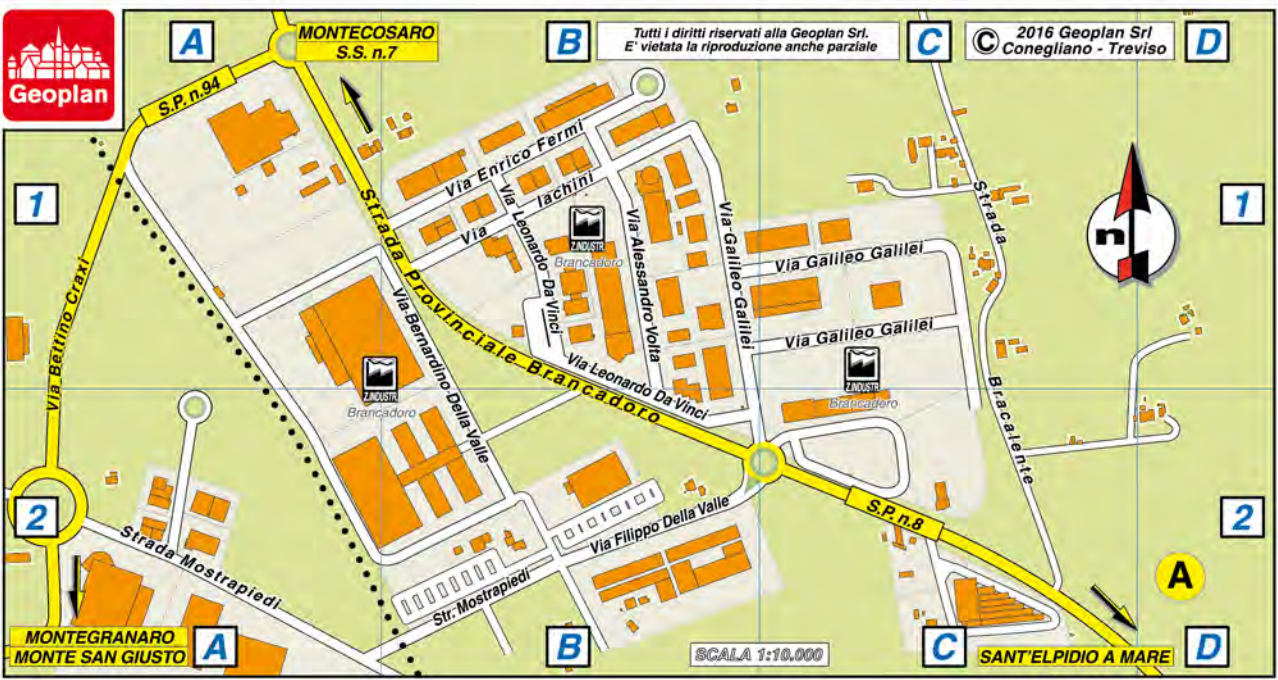 Geoplan
A
MONTECOSARO
S.S. n.7
B
Tutti i diritti riservati alla Geoplan Srl.
E' vietata la riproduzione anche parziale
C
© 2016 Geoplan Srl
Conegliano - Treviso
D
S.P. n.94
Via Enrico Fermi
Via Iachini
1
1
Strada Provinciale Brancadoro
Via Leonardo Da Vinci
Via Alessandro Volta
Via Galileo Galilei
Strada Bracalente
n
Z.INDUSTR.
Brancadoro
Via Galileo Galilei
Via Bettino Craxi
Via Bernardino Della Valle
Via Galileo Galilei
Via Leonardo Da Vinci
Z.INDUSTR.
Brancadoro
Z.INDUSTR.
Brancadoro
2
2
S.P. n.8
Via Filippo Della Valle
Strada Mostrapiedi
Str. Mostrapiedi
A
MONTEGRANARO
MONTE SAN GIUSTO
A
B
SCALA 1:10.000
C
SANT'ELPIDIO A MARE
D